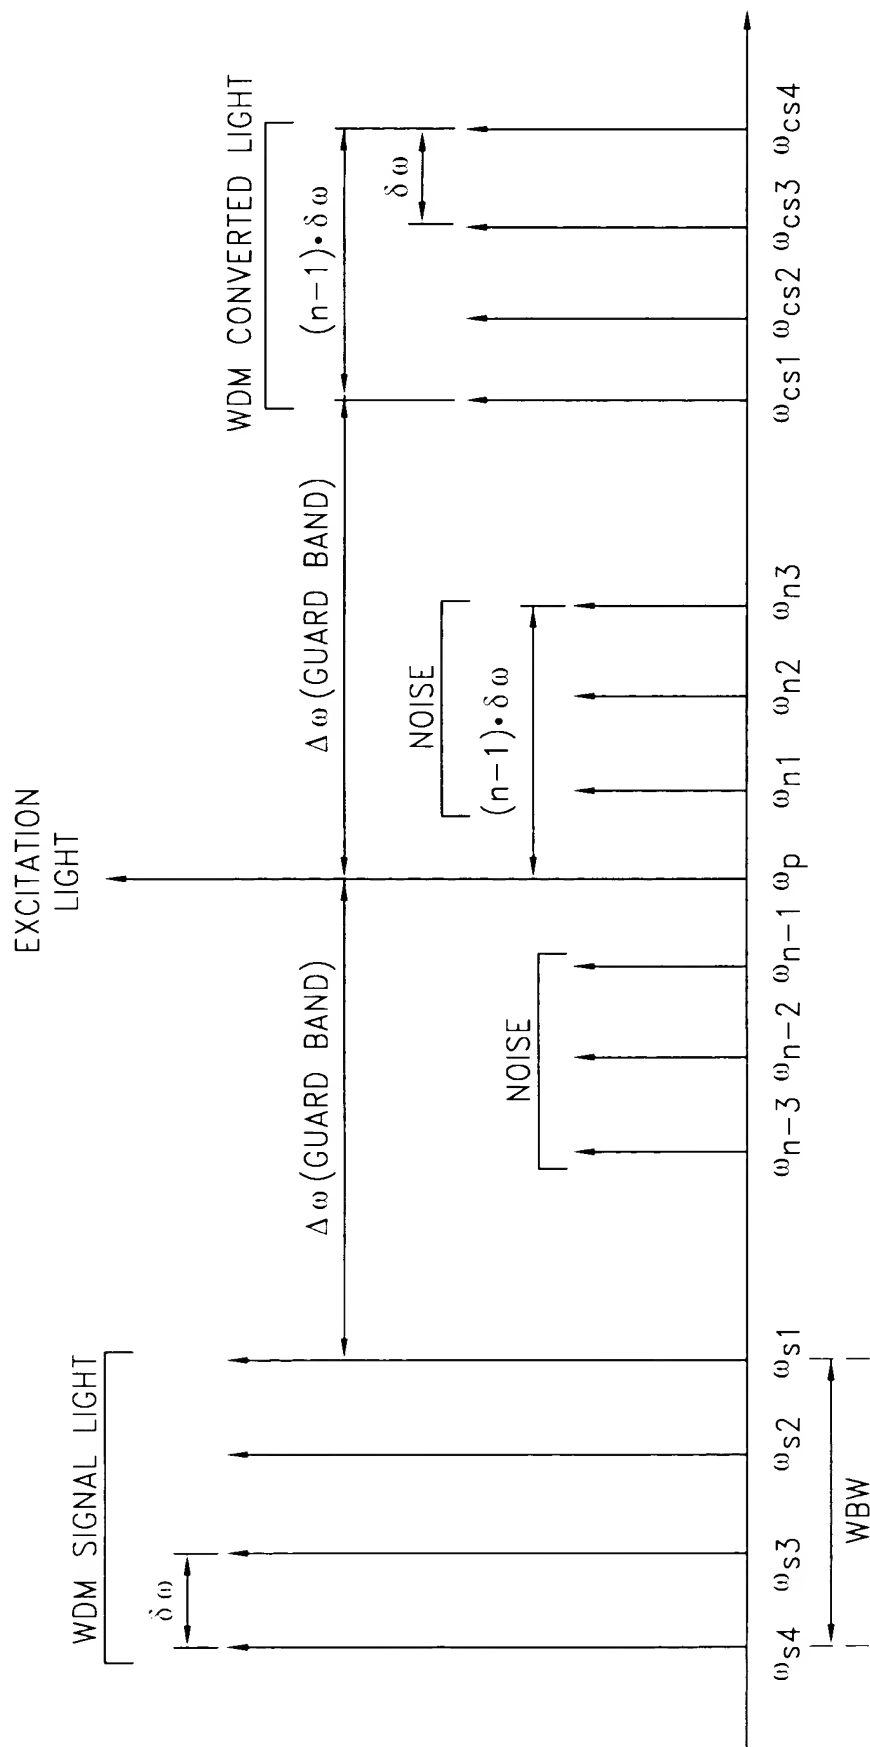 EXCITATION
LIGHT
WDM SIGNAL LIGHT
WDM CONVERTED LIGHT
δω
Δω (GUARD BAND)
Δω (GUARD BAND)
(n−1)•δω
δω
NOISE
NOISE
(n−1)•δω
ωs4
ωs3
ωs2
ωs1
ωn−3
ωn−2
ωn−1
ωp
ωn1
ωn2
ωn3
ωcs1
ωcs2
ωcs3
ωcs4
WBW